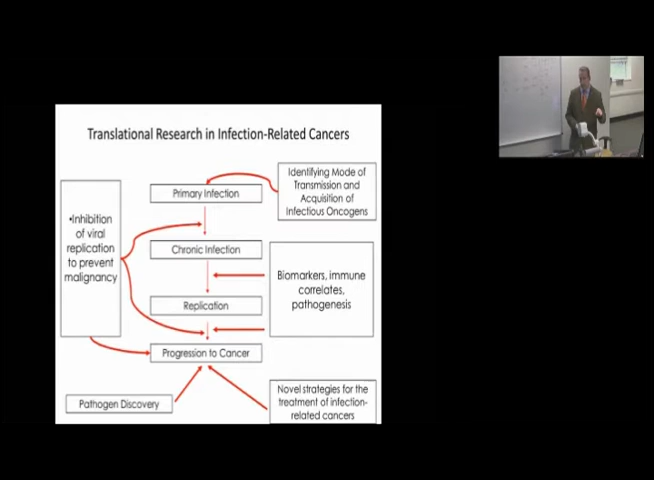 Translational Research in Infection-Related Cancers
Identifying Mode of
Transmission and
Acquisition of
Infectious Oncogens
Primary Infection
•Inhibition
of viral
replication
to prevent
malignancy
Chronic Infection
Biomarkers, immune
correlates,
pathogenesis
Replication
Progression to Cancer
Pathogen Discovery
Novel strategies for the
treatment of infection-
related cancers